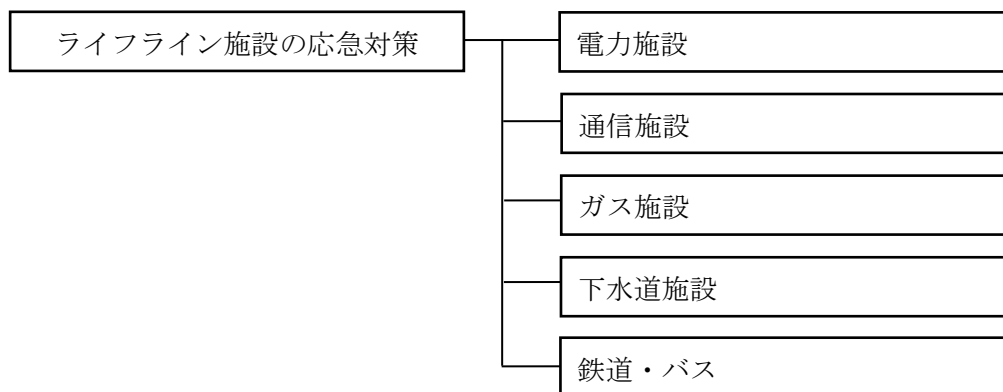 ライフライン施設の応急対策
電力施設
通信施設
ガス施設
下水道施設
鉄道・バス